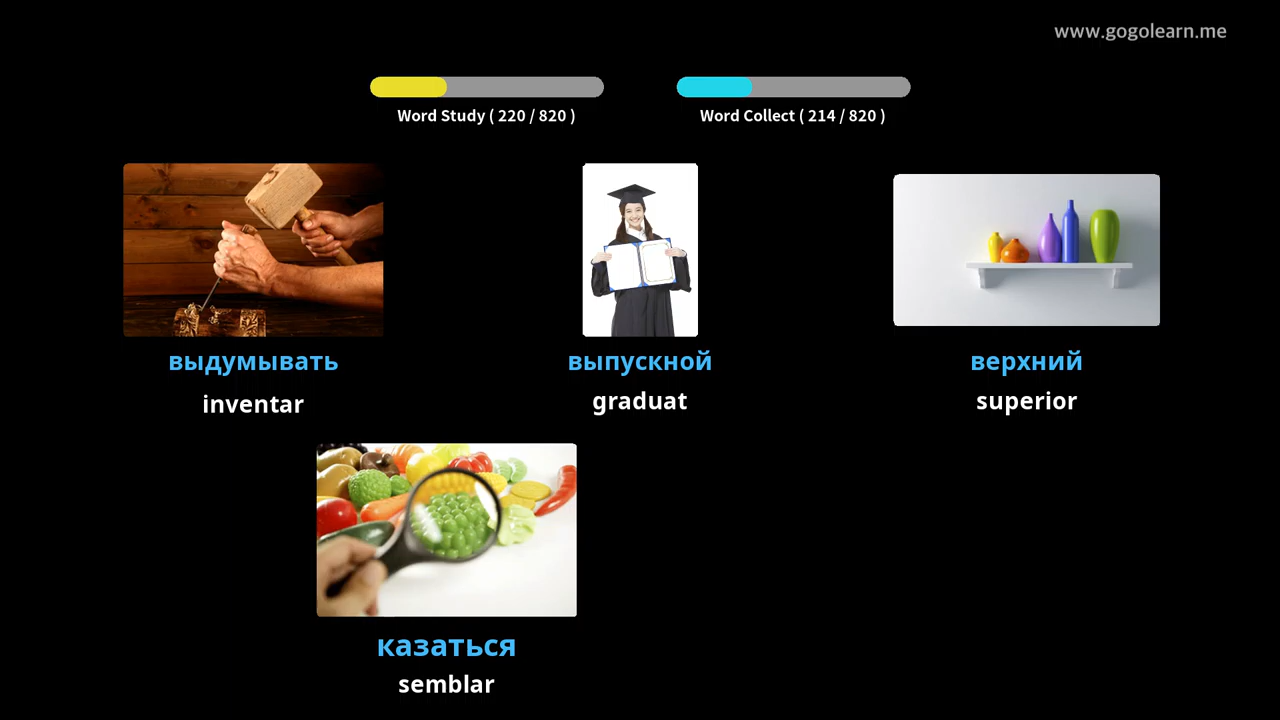 www.gogolearn.me
Word Study ( 220 / 820 )
Word Collect ( 214 / 820 )
выдумывать
inventar
выпускной
graduat
верхний
superior
казаться
semblar